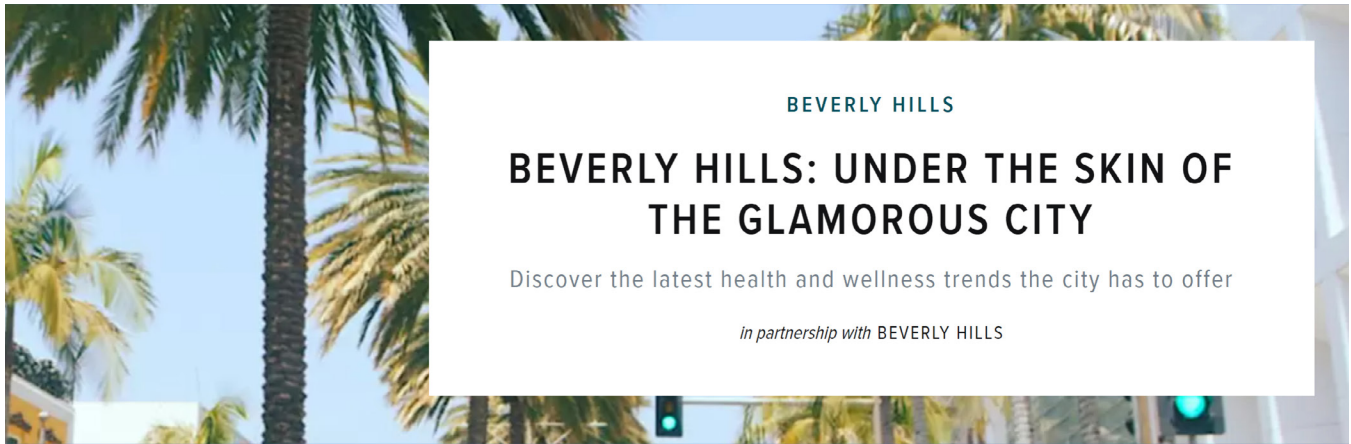 BEVERLY HILLS
BEVERLY HILLS: UNDER THE SKIN OF
THE GLAMOROUS CITY
Discover the latest health and wellness trends the city has to offer
in partnership with BEVERLY HILLS